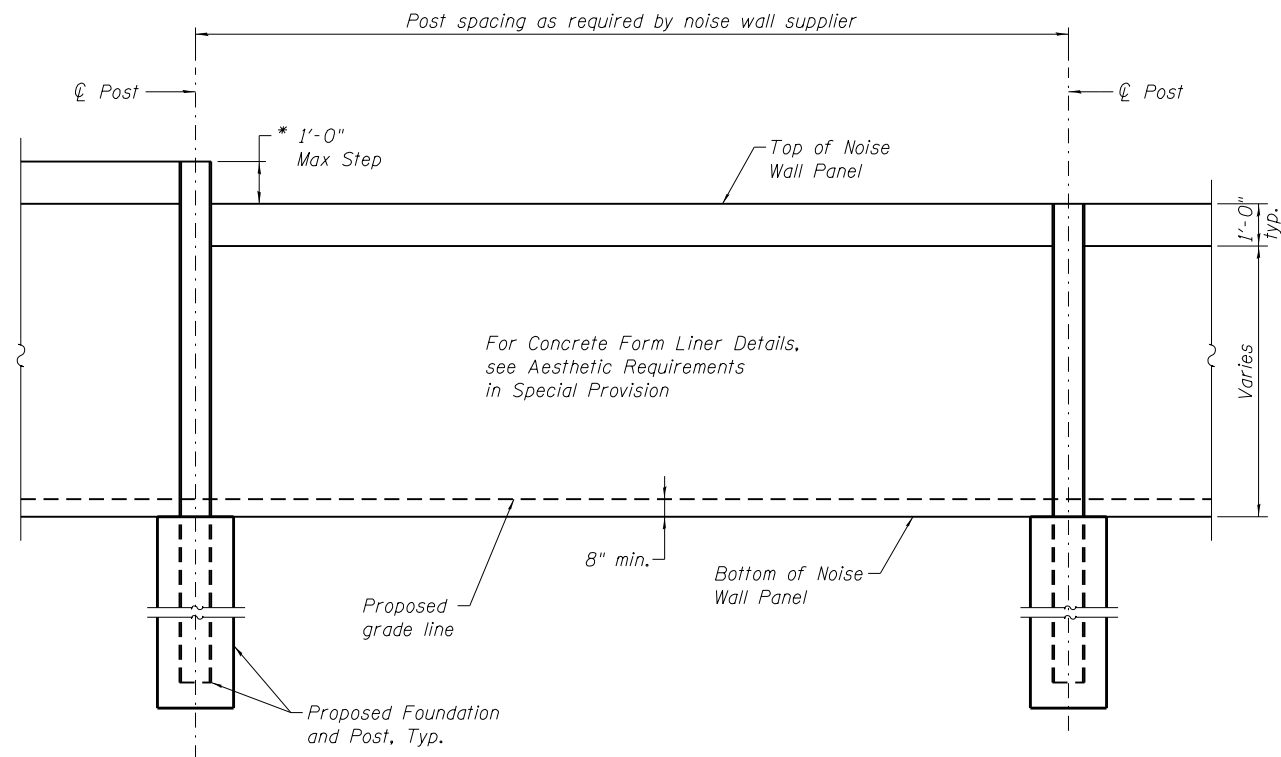 Post spacing as required by noise wall supplier
℄ Post
℄ Post
* 1'-0"
Max Step
Top of Noise
Wall Panel
1'-0"
typ.
For Concrete Form Liner Details,
see Aesthetic Requirements
in Special Provision
Varies
8" min.
Bottom of Noise
Wall Panel
Proposed
grade line
Proposed Foundation
and Post, Typ.